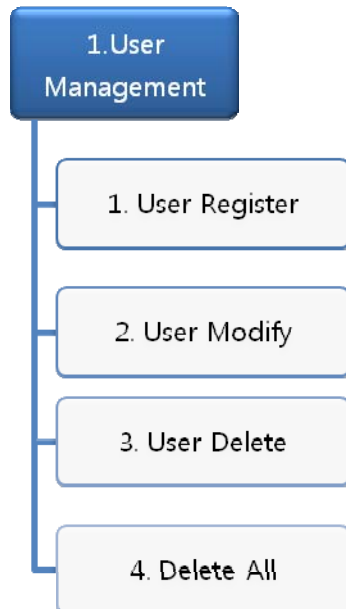 1.User
Management
1. User Register
2. User Modify
3. User Delete
4. Delete All